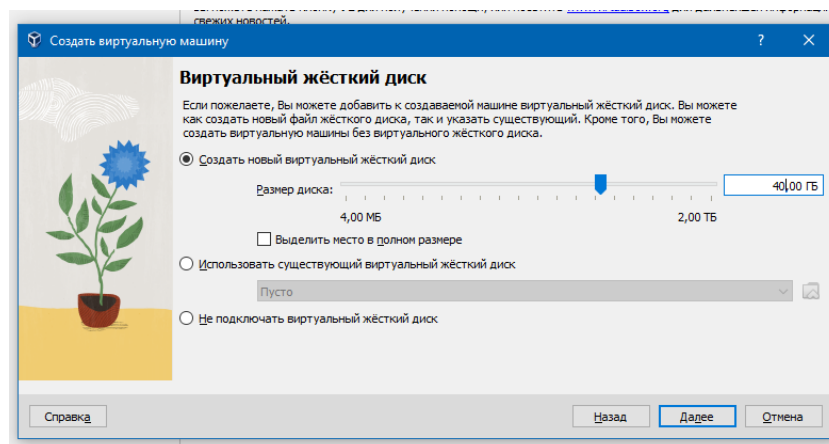 свежих новостей.
Создать виртуальную машину
?
Виртуальный жёсткий диск
Если пожелаете, Вы можете добавить к создаваемой машине виртуальный жёсткий диск. Вы можете
как создать новый файл жёсткого диска, так и указать существующий. Кроме того, Вы можете
создать виртуальную машины без виртуального жёсткого диска.
Создать новый виртуальный жёсткий диск
Размер диска:
40,00 ГБ
4,00 МБ
2,00 ТБ
Выделить место в полном размере
Использовать существующий виртуальный жёсткий диск
Пусто
Не подключать виртуальный жёсткий диск
Справка
Назад
Далее
Отмена